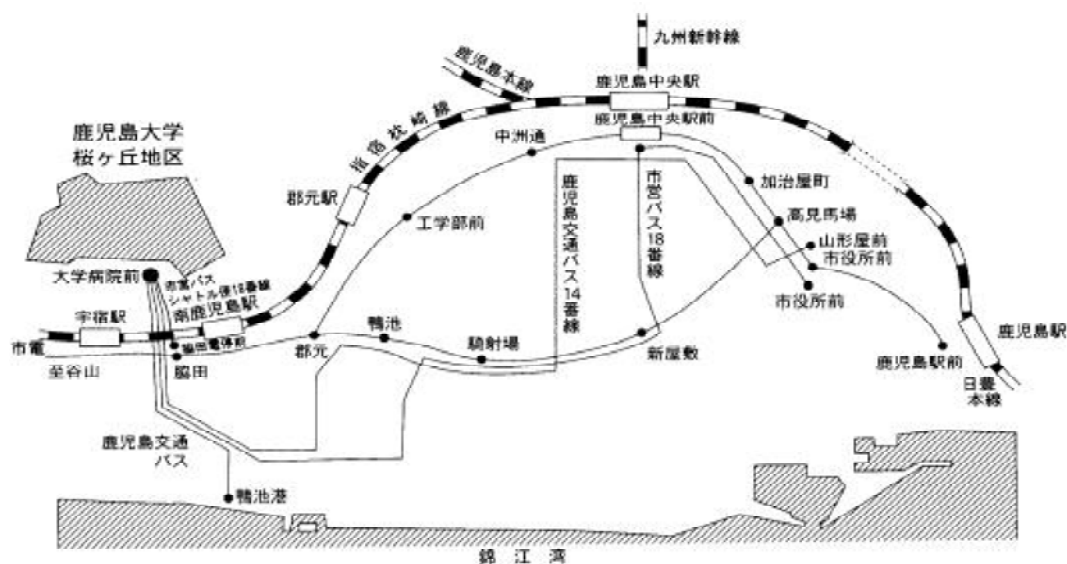 九州新幹線
鹿児島本線
鹿児島中央駅
鹿児島中央駅前
指宿枕崎線
中洲通
鹿児島大学
桜ヶ丘地区
郡元駅
工学部前
加治屋町
高見馬場
山形屋前
市役所前
市役所前
鹿児島交通バス14番線
市営バス18番線
大学病院前
市営バス
シャトル便18番線
南鹿児島駅
宇宿駅
脇田電停前
市電
至谷山
脇田
郡元
鴨池
騎射場
新屋敷
鹿児島駅前
鹿児島駅
日豊
本線
鹿児島交通
バス
鴨池港
錦江湾